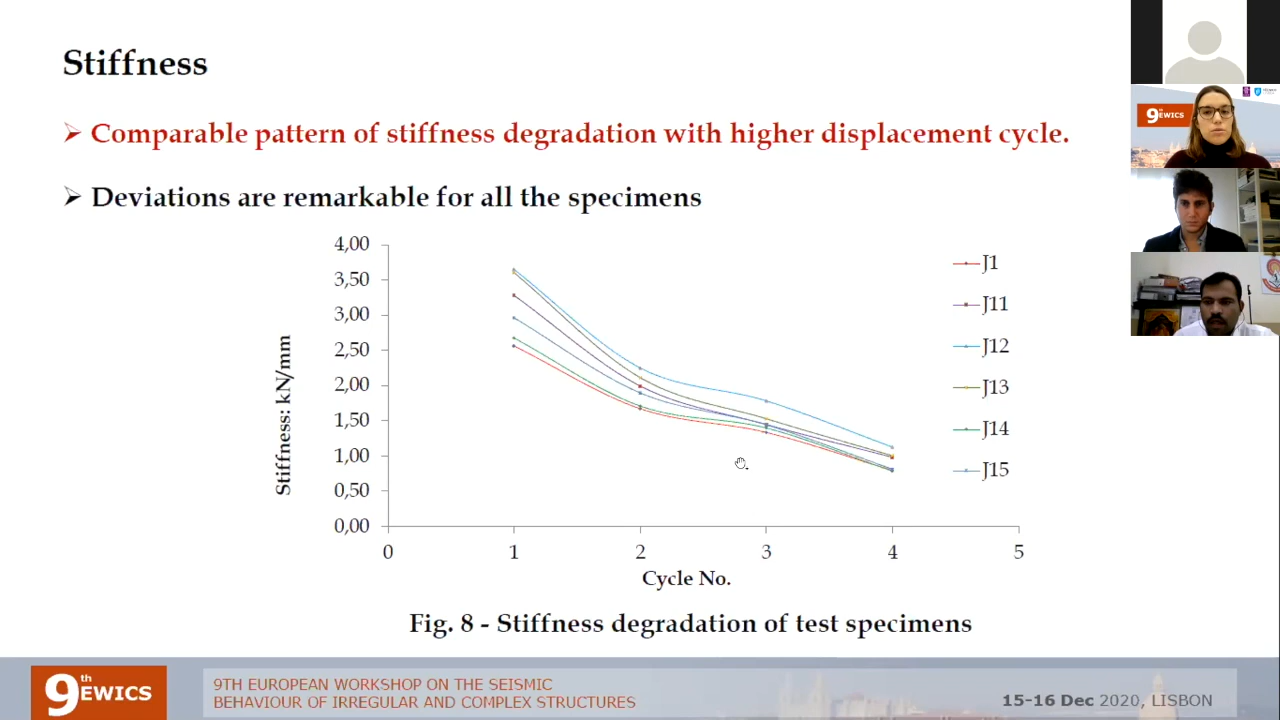 Stiffness
➢ Comparable pattern of stiffness degradation with higher displacement cycle.
➢ Deviations are remarkable for all the specimens
4,00
3,50
3,00
2,50
2,00
1,50
1,00
0,50
0,00
Stiffness: kN/mm
0 1 2 3 4 5
Cycle No.
J1
J11
J12
J13
J14
J15
Fig. 8 - Stiffness degradation of test specimens
9th EWICS
9TH EUROPEAN WORKSHOP ON THE SEISMIC
BEHAVIOUR OF IRREGULAR AND COMPLEX STRUCTURES
15-16 Dec 2020, LISBON
9th EWICS